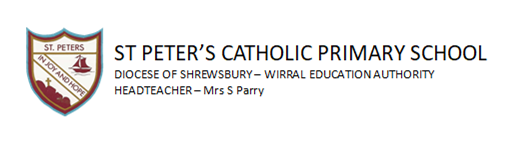 ST. PETERS
IN JOY AND HOPE
ST PETER'S CATHOLIC PRIMARY SCHOOL
DIOCESE OF SHREWSBURY – WIRRAL EDUCATION AUTHORITY
HEADTEACHER – Mrs S Parry